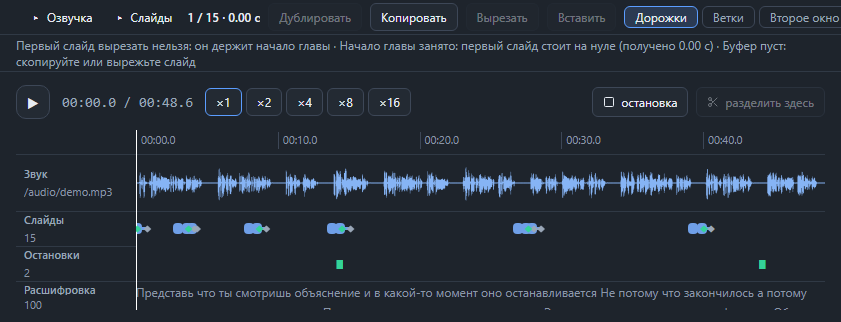 ▸ Озвучка ▸ Слайды 1 / 15 · 0.00 с Дублировать Копировать Вырезать Вставить Дорожки Ветки Второе окно
Первый слайд вырезать нельзя: он держит начало главы · Начало главы занято: первый слайд стоит на нуле (получено 0.00 с) · Буфер пуст:
скопируйте или вырежьте слайд
00:00.0 / 00:48.6 ×1 ×2 ×4 ×8 ×16 остановка разделить здесь
00:00.0 00:10.0 00:20.0 00:30.0 00:40.0
Звук
/audio/demo.mp3
Слайды
15
Остановки
2
Расшифровка
100
Представь что ты смотришь объяснение и в какой-то момент оно останавливается Не потому что закончилось а потому